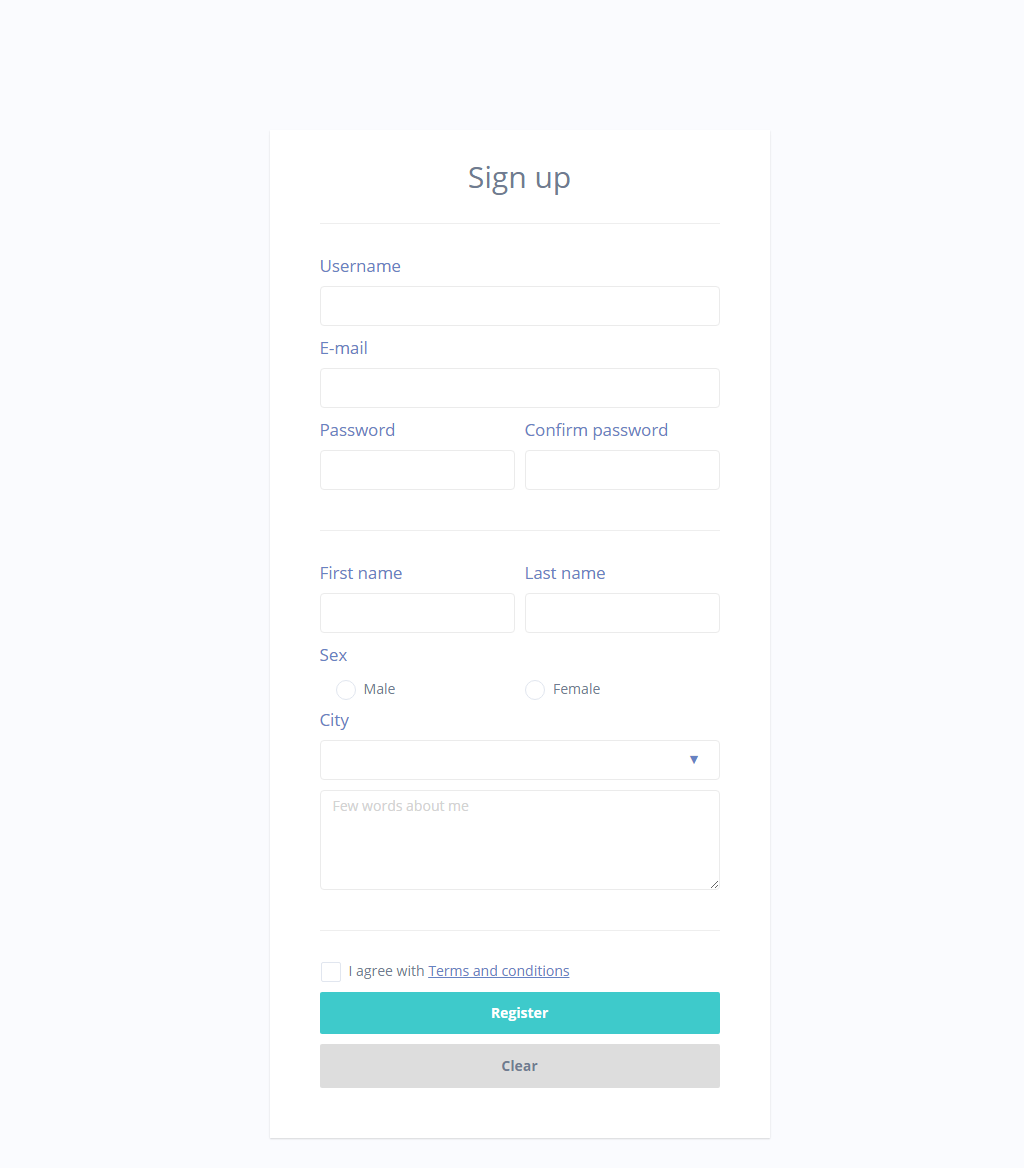 Sign up
Username
E-mail
Password Confirm password
First name Last name
Sex
Male Female
City
▼
Few words about me
I agree with Terms and conditions
Register
Clear